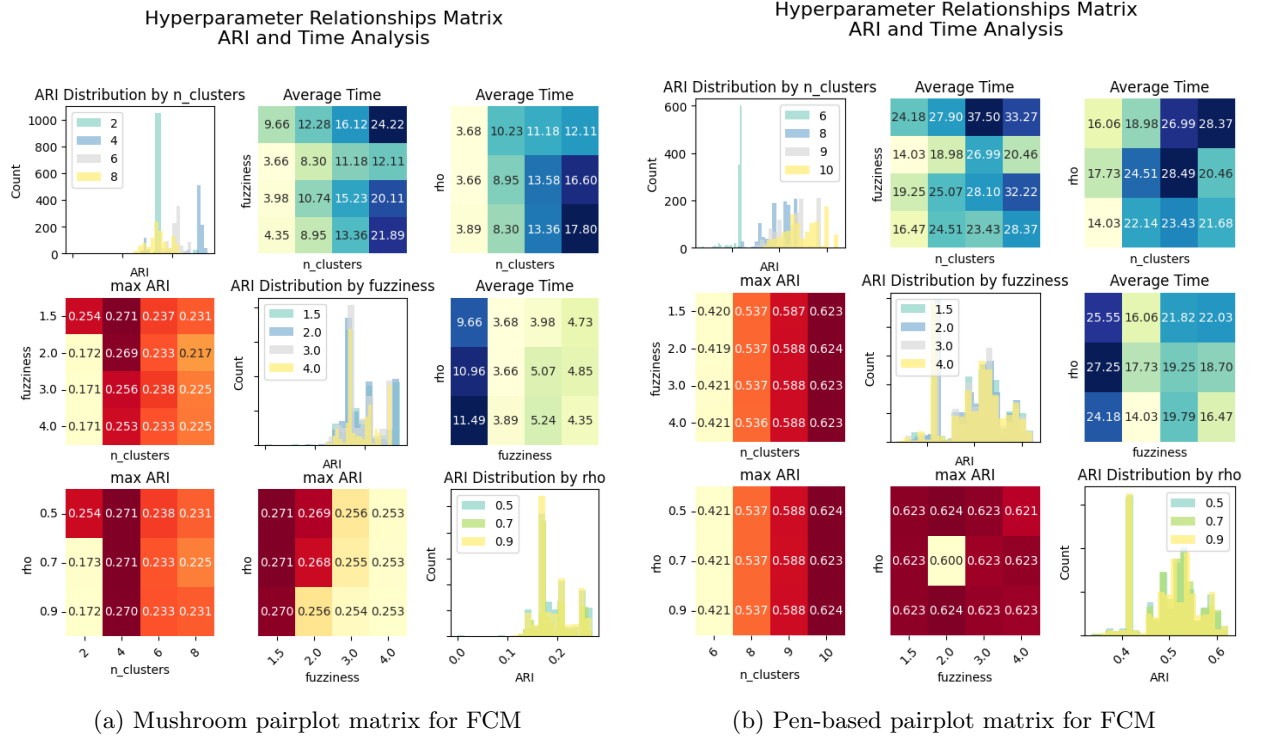 Hyperparameter Relationships Matrix
ARI and Time Analysis
ARI Distribution by n_clusters
Average Time
Average Time
1000
800
600
400
200
0
Count
2
4
6
8
ARI
fuzziness
9.66 12.28 16.12 24.22
3.66 8.30 11.18 12.11
3.98 10.74 15.23 20.11
4.35 8.95 13.36 21.89
n_clusters
rho
3.68 10.23 11.18 12.11
3.66 8.95 13.58 16.60
3.89 8.30 13.36 17.80
n_clusters
max ARI
ARI Distribution by fuzziness
Average Time
fuzziness
1.5 0.254 0.271 0.237 0.231
2.0 0.172 0.269 0.233 0.217
3.0 0.171 0.256 0.238 0.225
4.0 0.171 0.253 0.233 0.225
n_clusters
Count
1.5
2.0
3.0
4.0
ARI
rho
9.66 3.68 3.98 4.73
10.96 3.66 5.07 4.85
11.49 3.89 5.24 4.35
fuzziness
max ARI
max ARI
ARI Distribution by rho
rho
0.5 0.254 0.271 0.238 0.231
0.7 0.173 0.271 0.233 0.225
0.9 0.172 0.270 0.233 0.231
2 4 6 8
n_clusters
rho
0.271 0.269 0.256 0.253
0.271 0.268 0.255 0.253
0.270 0.256 0.254 0.253
1.5 2.0 3.0 4.0
fuzziness
Count
0.5
0.7
0.9
0.0 0.1 0.2
ARI
(a) Mushroom pairplot matrix for FCM
Hyperparameter Relationships Matrix
ARI and Time Analysis
ARI Distribution by n_clusters
Average Time
Average Time
600
500
400
300
200
100
0
Count
6
8
9
10
ARI
fuzziness
24.18 27.90 37.50 33.27
14.03 18.98 26.99 20.46
19.25 25.07 28.10 32.22
16.47 24.51 23.43 28.37
n_clusters
rho
16.06 18.98 26.99 28.37
17.73 24.51 28.49 20.46
14.03 22.14 23.43 21.68
n_clusters
max ARI
ARI Distribution by fuzziness
Average Time
fuzziness
1.5 0.420 0.537 0.587 0.623
2.0 0.419 0.537 0.588 0.624
3.0 0.421 0.537 0.588 0.623
4.0 0.421 0.536 0.588 0.623
n_clusters
Count
1.5
2.0
3.0
4.0
ARI
rho
25.55 16.06 21.82 22.03
27.25 17.73 19.25 18.70
24.18 14.03 19.79 16.47
fuzziness
max ARI
max ARI
ARI Distribution by rho
rho
0.5 0.421 0.537 0.588 0.624
0.7 0.421 0.537 0.588 0.623
0.9 0.421 0.537 0.588 0.624
6 8 9 10
n_clusters
rho
0.623 0.624 0.623 0.621
0.623 0.600 0.623 0.623
0.623 0.624 0.623 0.623
1.5 2.0 3.0 4.0
fuzziness
Count
0.5
0.7
0.9
0.4 0.5 0.6
ARI
(b) Pen-based pairplot matrix for FCM